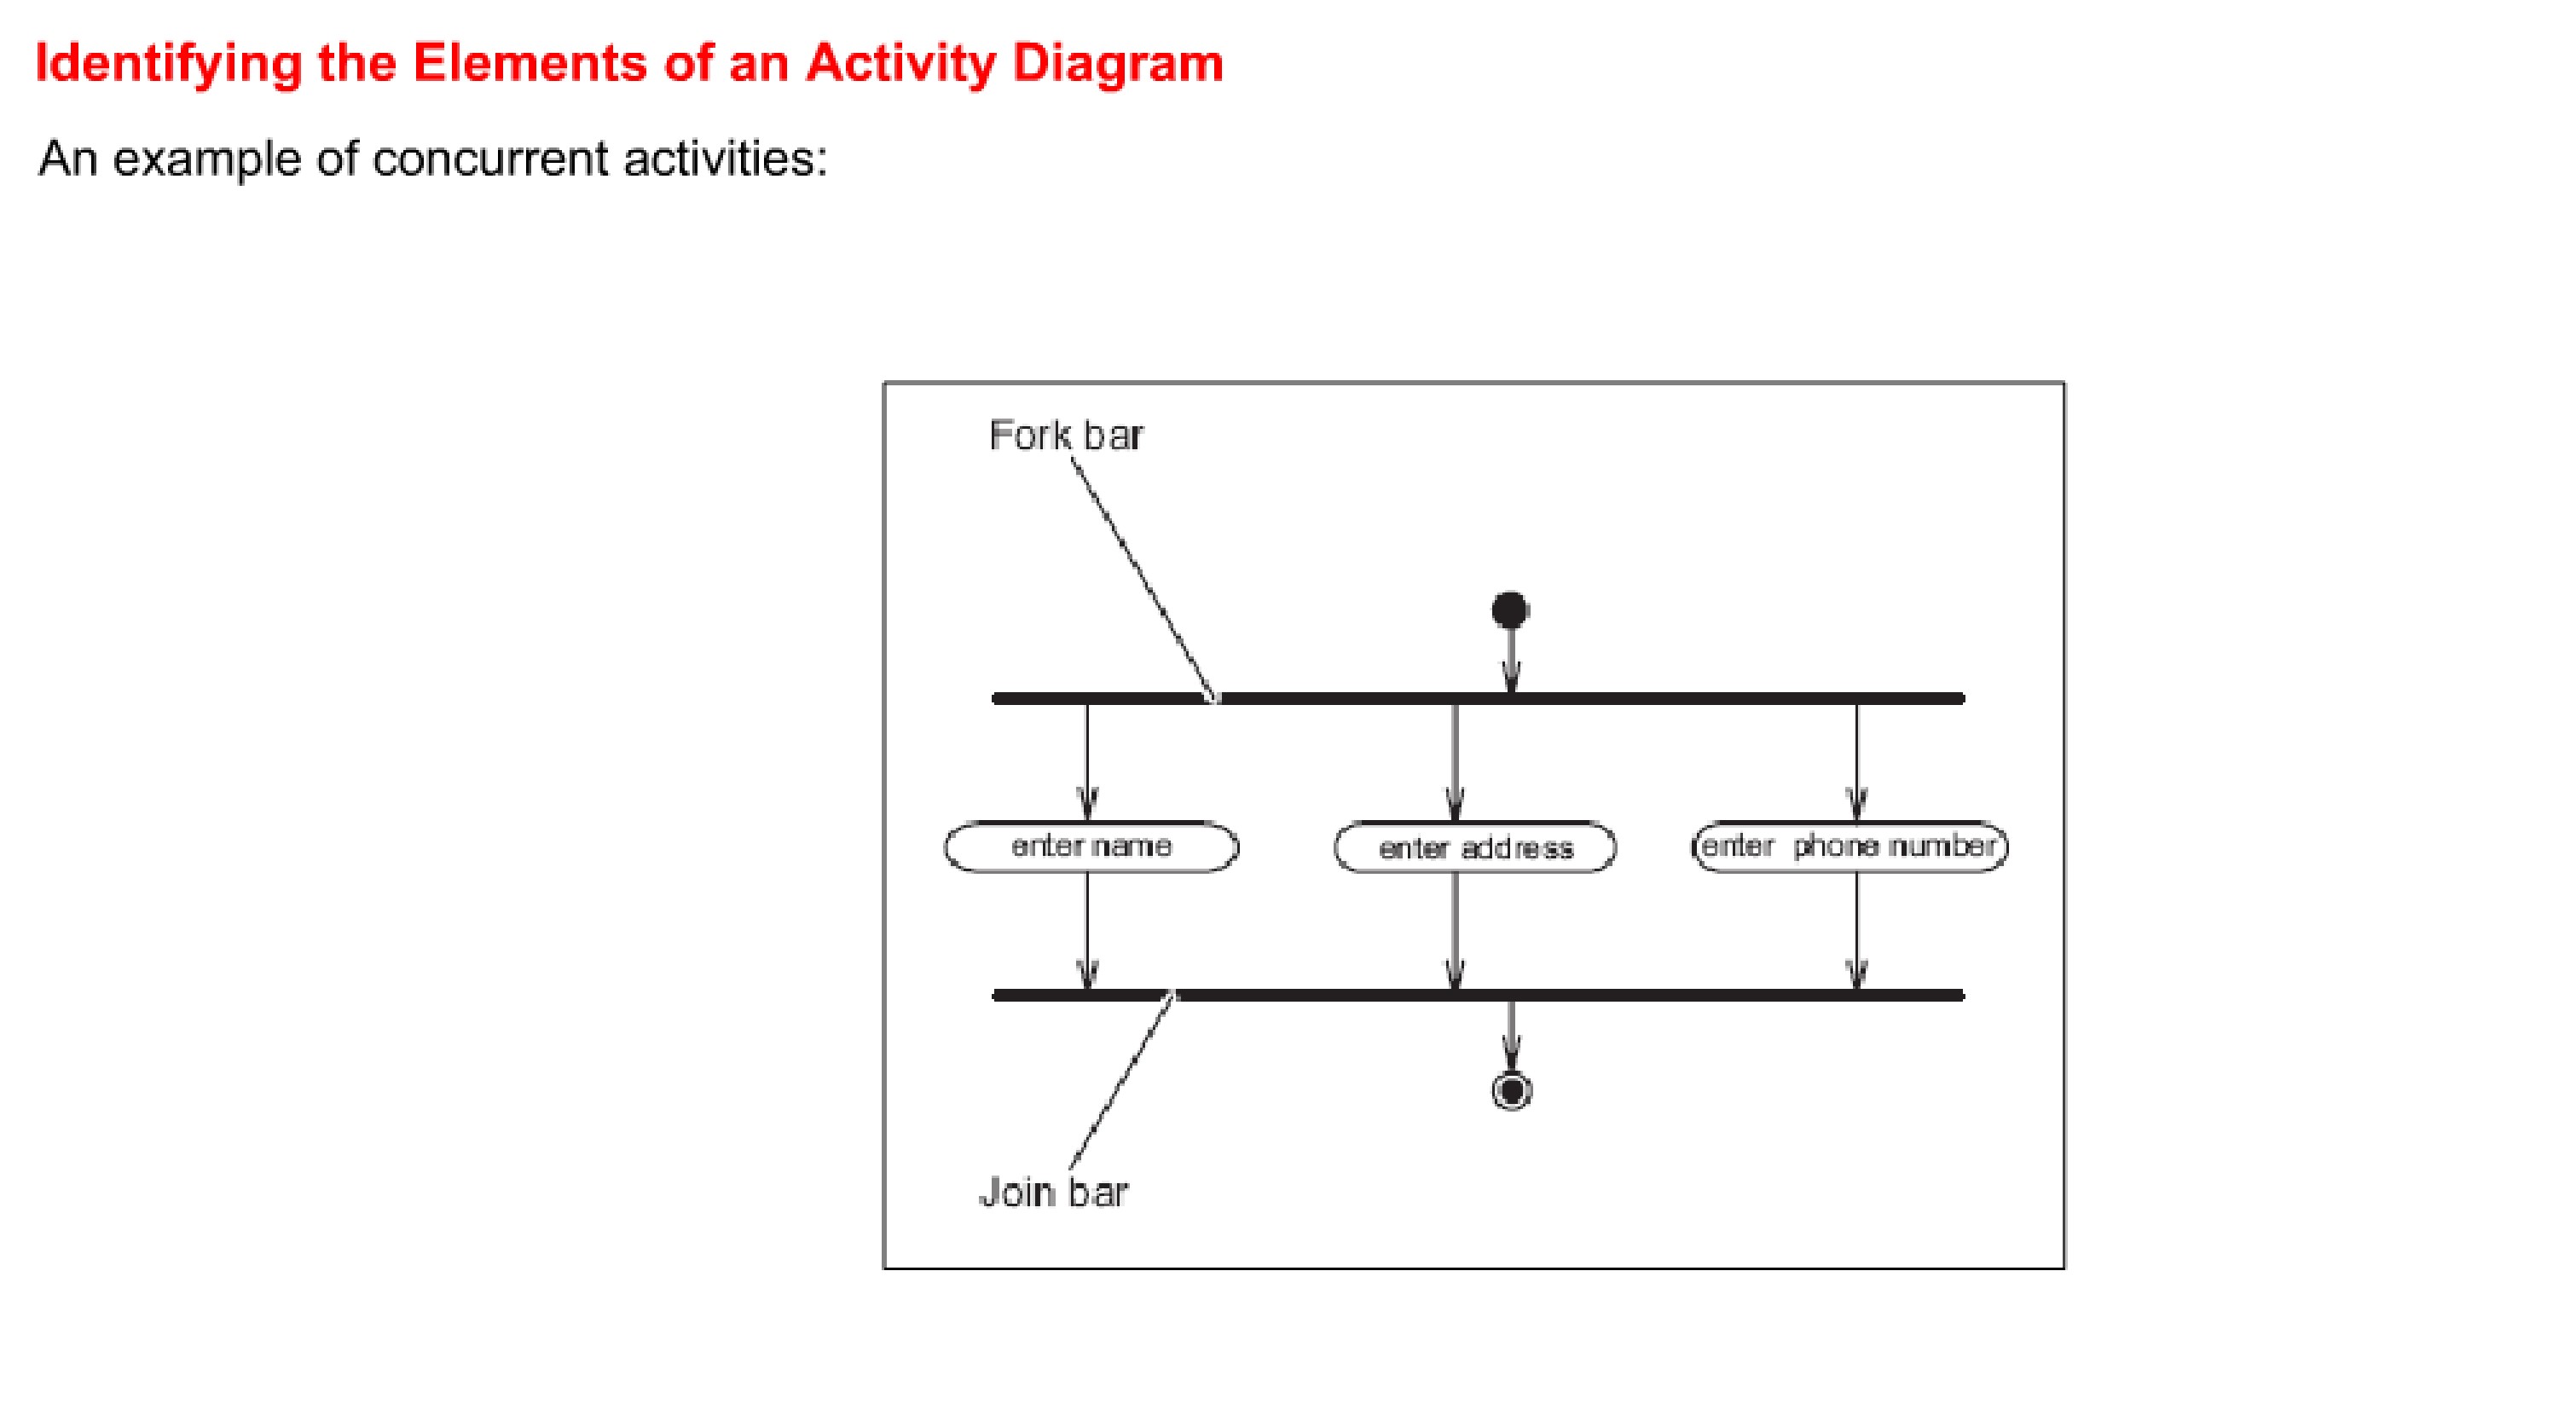 Identifying the Elements of an Activity Diagram
An example of concurrent activities:
Fork bar
enter name
enter address
enter phone number
Join bar